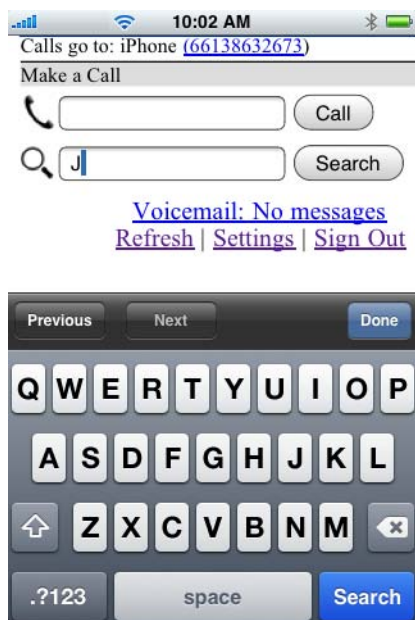 10:02 AM
Calls go to: iPhone (66138632673)
Make a Call
Call
J
Search
Voicemail: No messages
Refresh | Settings | Sign Out
Previous Next Done
Q W E R T Y U I O P
A S D F G H J K L
Z X C V B N M
.?123 space Search